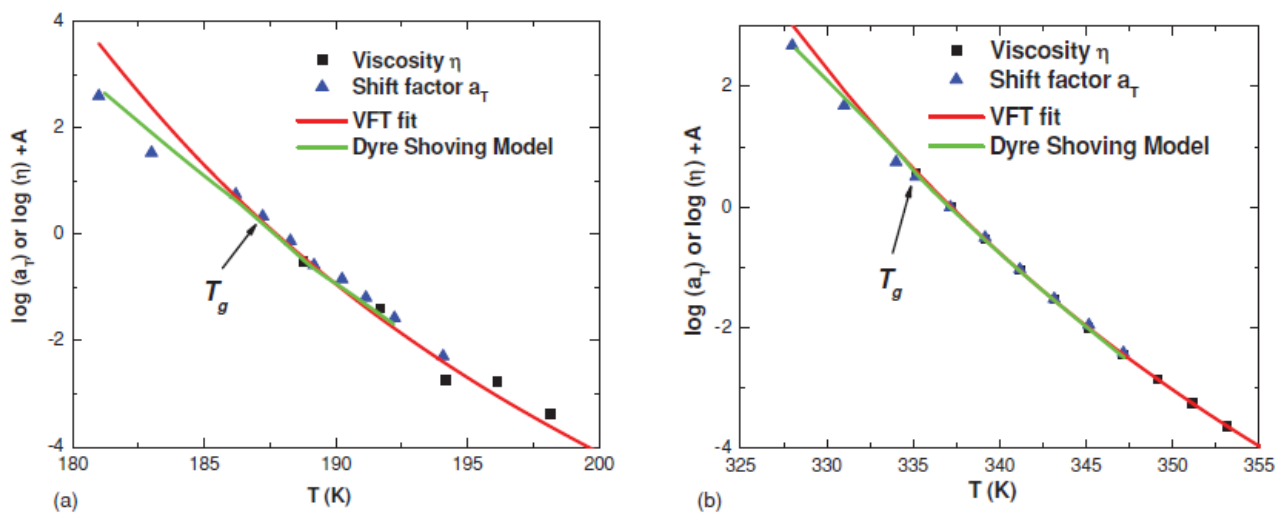 log (a_T) or log (η) +A
4
2
0
-2
-4
Viscosity η
Shift factor a_T
VFT fit
Dyre Shoving Model
T_g
180 185 190 195 200
T (K)
(a)
log (a_T) or log (η) +A
2
0
-2
-4
Viscosity η
Shift factor a_T
VFT fit
Dyre Shoving Model
T_g
325 330 335 340 345 350 355
T (K)
(b)